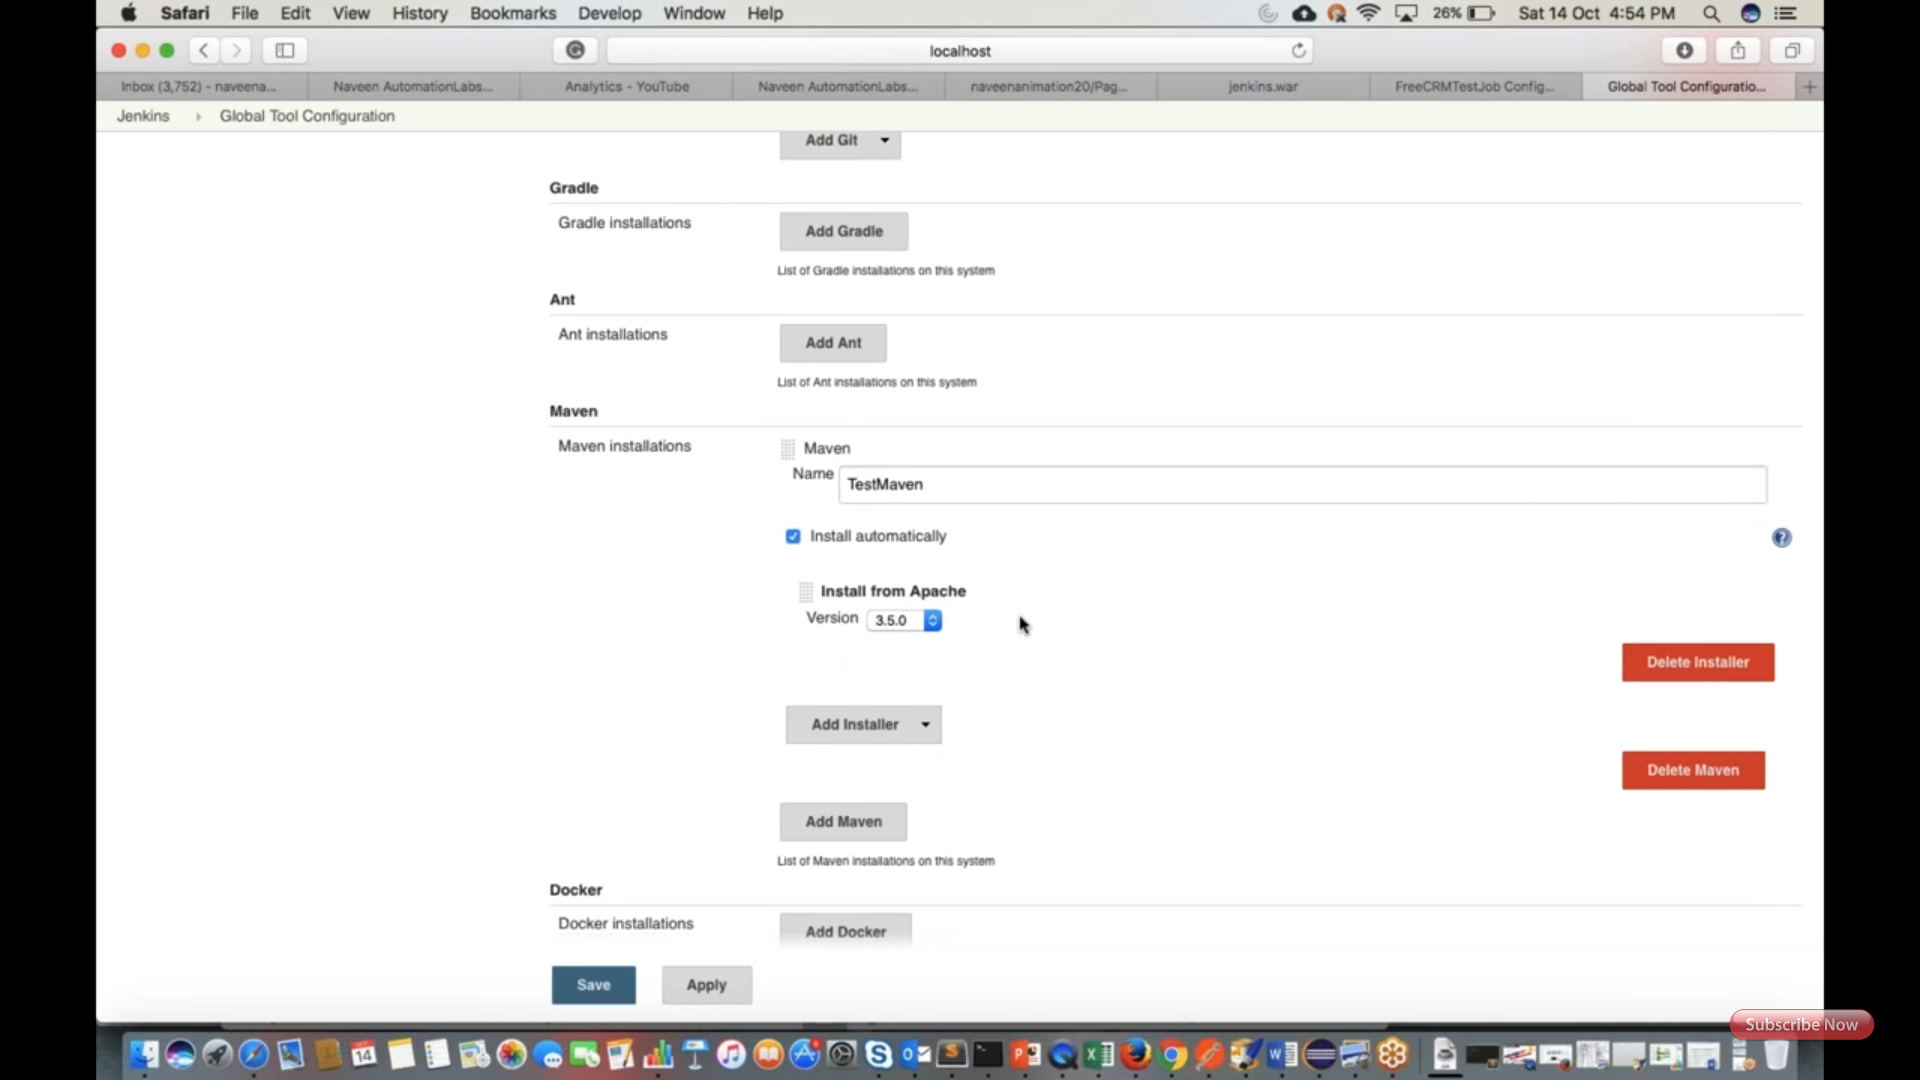 Safari File Edit View History Bookmarks Develop Window Help 26% Sat 14 Oct 4:54 PM
localhost
Inbox (3,752) - naveena... Naveen AutomationLabs... Analytics - YouTube Naveen AutomationLabs... naveenanimation20/Pag... jenkins.war FreeCRMTestJob Config... Global Tool Configuratio...
Jenkins Global Tool Configuration
Add Git
Gradle
Gradle installations Add Gradle
List of Gradle installations on this system
Ant
Ant installations Add Ant
List of Ant installations on this system
Maven
Maven installations Maven
Name TestMaven
Install automatically
Install from Apache
Version 3.5.0
Delete Installer
Add Installer
Delete Maven
Add Maven
List of Maven installations on this system
Docker
Docker installations Add Docker
Save Apply
Subscribe Now
14